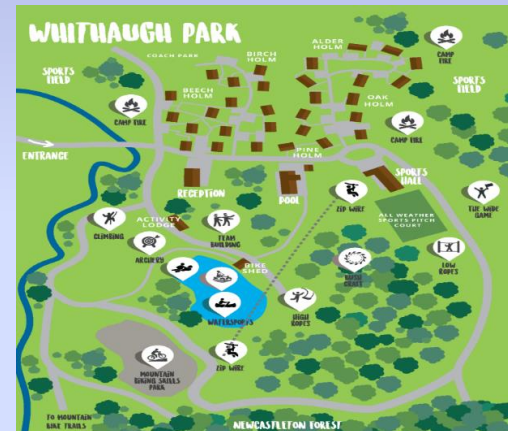 WHITHAUGH PARK
COACH PARK
BIRCH
HOLM
ALDER
HOLM
CAMP
FIRE
SPORTS
FIELD
BEECH
HOLM
OAK
HOLM
SPORTS
FIELD
CAMP FIRE
CAMP FIRE
ENTRANCE
PINE
HOLM
RECEPTION
POOL
SPORTS
HALL
ZIP WIRE
THE WIDE
GAME
CLIMBING
ACTIVITY
LODGE
TEAM
BUILDING
ALL WEATHER
SPORTS PITCH
COURT
ARCHERY
BIKE
SHED
LOW
ROPES
WATERSPORTS
HIGH
ROPES
ZIP WIRE
MOUNTAIN
BIKING SKILLS
PARK
TO MOUNTAIN
BIKE TRAILS
NEWCASTLETON FOREST